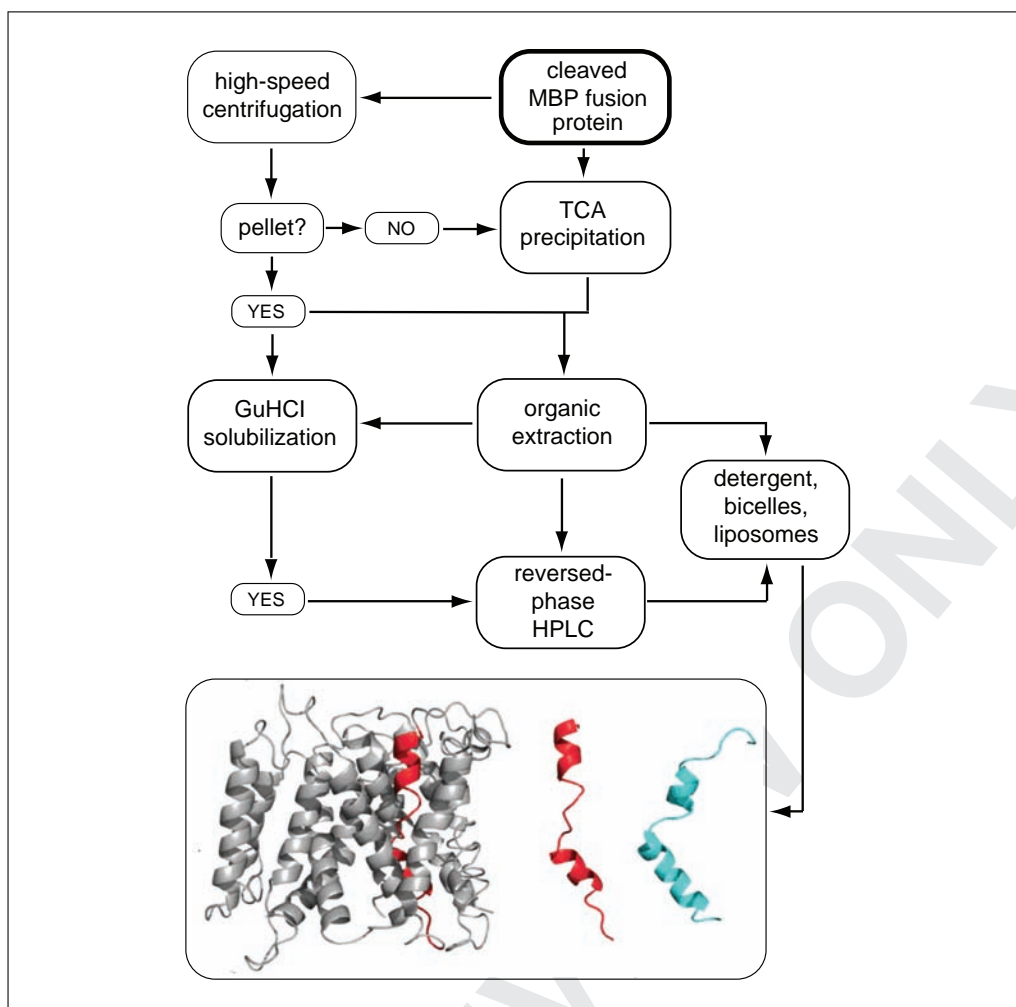 high-speed
centrifugation
cleaved
MBP fusion
protein
pellet?
NO
TCA
precipitation
YES
GuHCl
solubilization
organic
extraction
detergent,
bicelles,
liposomes
YES
reversed-
phase
HPLC
ONLY